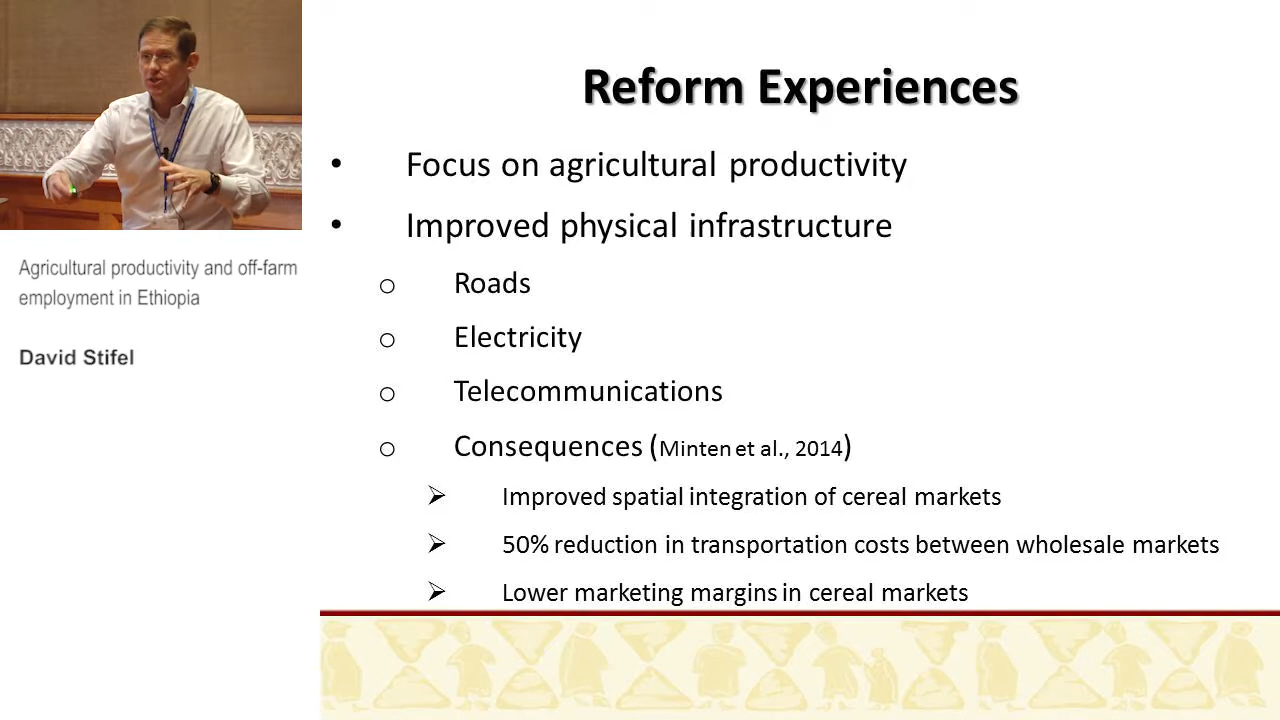 Agricultural productivity and off-farm
employment in Ethiopia
David Stifel
Reform Experiences
• Focus on agricultural productivity
• Improved physical infrastructure
o Roads
o Electricity
o Telecommunications
o Consequences (Minten et al., 2014)
➢ Improved spatial integration of cereal markets
➢ 50% reduction in transportation costs between wholesale markets
➢ Lower marketing margins in cereal markets